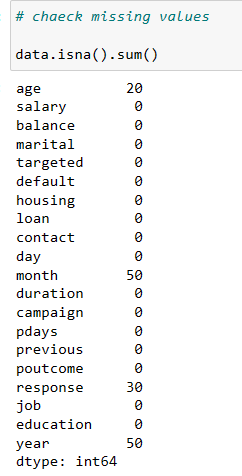 # chaeck missing values
data.isna().sum()
age 20
salary 0
balance 0
marital 0
targeted 0
default 0
housing 0
loan 0
contact 0
day 0
month 50
duration 0
campaign 0
pdays 0
previous 0
poutcome 0
response 30
job 0
education 0
year 50
dtype: int64